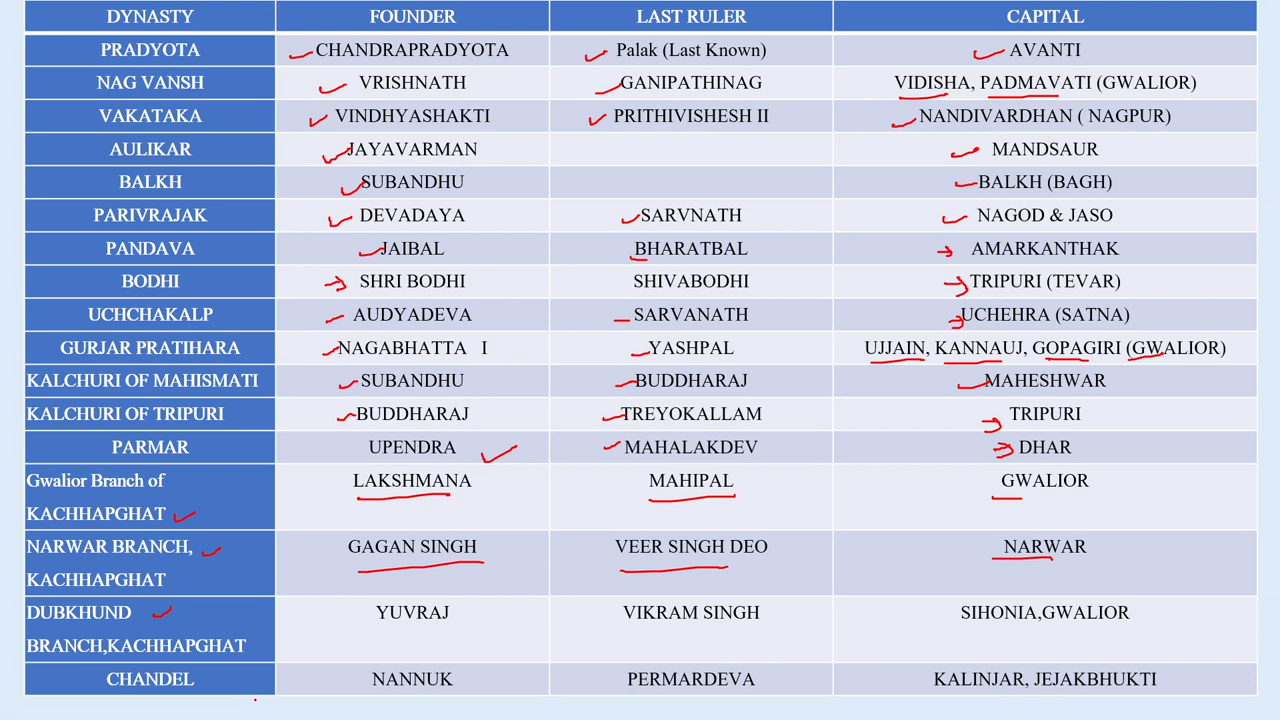 DYNASTY FOUNDER LAST RULER CAPITAL
PRADYOTA CHANDRAPRADYOTA Palak (Last Known) AVANTI
NAG VANSH VRISHNATH GANIPATHINAG VIDISHA, PADMAVATI (GWALIOR)
VAKATAKA VINDHYASHAKTI PRITHIVISHESH II NANDIVARDHAN ( NAGPUR)
AULIKAR JAYAVARMAN MANDSAUR
BALKH SUBANDHU BALKH (BAGH)
PARIVRAJAK DEVADAYA SARVNATH NAGOD & JASO
PANDAVA JAIBAL BHARATBAL AMARKANTHAK
BODHI SHRI BODHI SHIVABODHI TRIPURI (TEVAR)
UCHCHAKALP AUDYADEVA SARVANATH UCHEHRA (SATNA)
GURJAR PRATIHARA NAGABHATTA I YASHPAL UJJAIN, KANNAUJ, GOPAGIRI (GWALIOR)
KALCHURI OF MAHISMATI SUBANDHU BUDDHARAJ MAHESHWAR
KALCHURI OF TRIPURI BUDDHARAJ TREYOKALLAM TRIPURI
PARMAR UPENDRA MAHALAKDEV DHAR
Gwalior Branch of LAKSHMANA MAHIPAL GWALIOR
KACHHAPGHAT
NARWAR BRANCH, GAGAN SINGH VEER SINGH DEO NARWAR
KACHHAPGHAT
DUBKHUND YUVRAJ VIKRAM SINGH SIHONIA,GWALIOR
BRANCH,KACHHAPGHAT
CHANDEL NANNUK PERMARDEVA KALINJAR, JEJAKBHUKTI